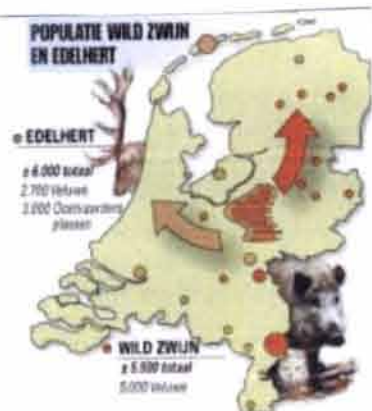 POPULATIE WILD ZWIJN
EN EDELHERT
EDELHERT
± 6.000 totaal
2.700 Veluwe
3.000 Oostvaarders
plassen
WILD ZWIJN
± 5.900 totaal
5.000 Veluwe